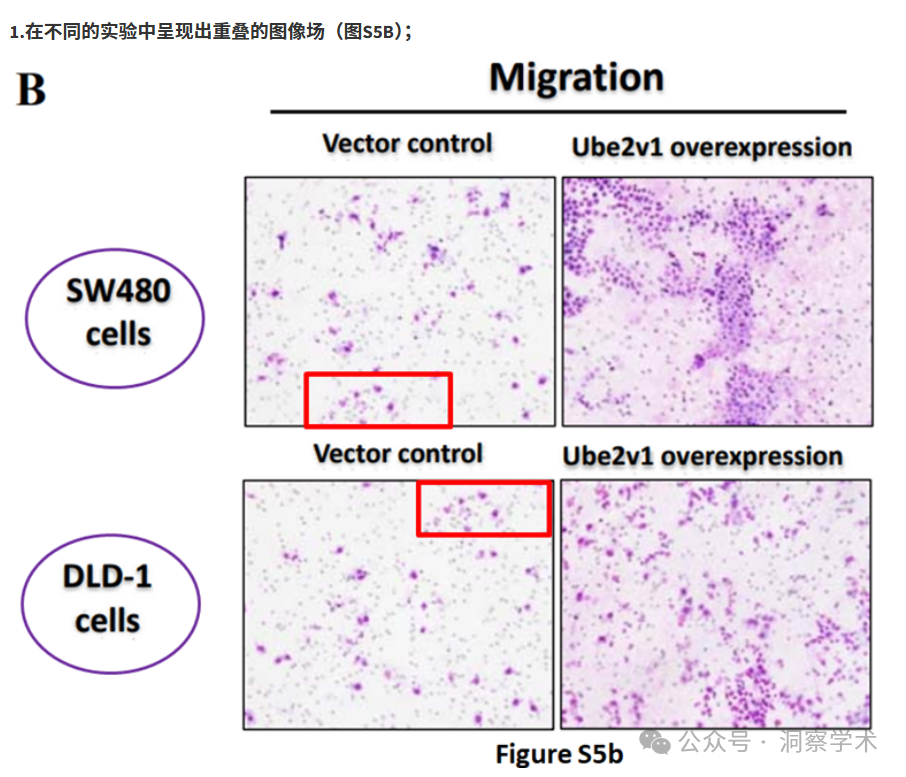 1.在不同的实验中呈现出重叠的图像场（图S5B）;
B
Migration
Vector control
Ube2v1 overexpression
SW480
cells
Vector control
Ube2v1 overexpression
DLD-1
cells
Figure S5b
公众号 · 洞察学术